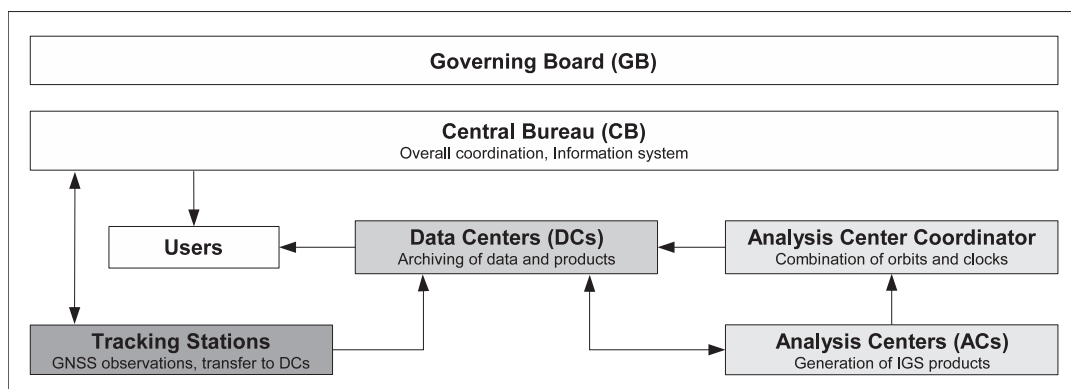 Governing Board (GB)
Central Bureau (CB)
Overall coordination, Information system
Users
Data Centers (DCs)
Archiving of data and products
Analysis Center Coordinator
Combination of orbits and clocks
Tracking Stations
GNSS observations, transfer to DCs
Analysis Centers (ACs)
Generation of IGS products